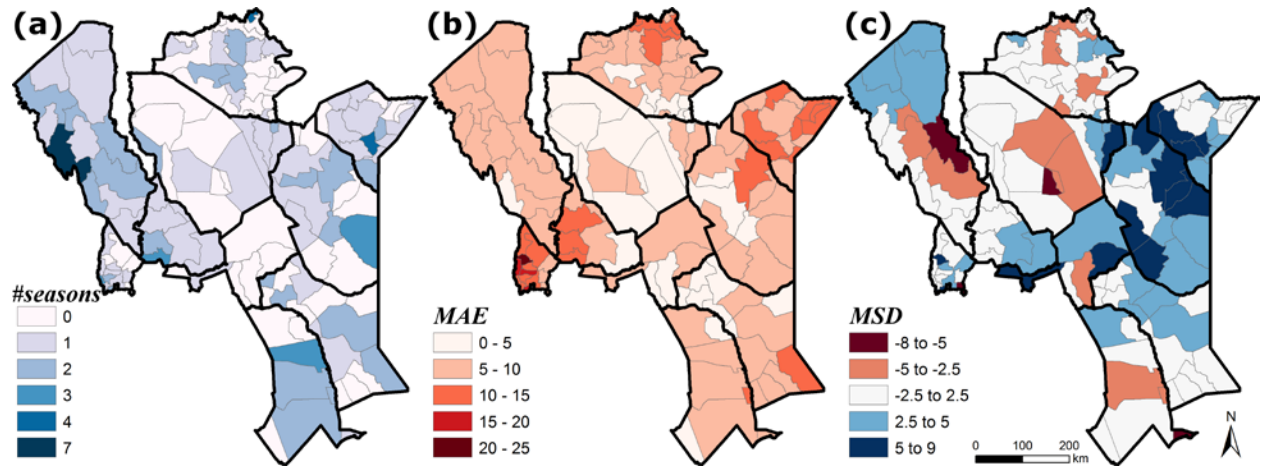 (a)
#seasons
0
1
2
3
4
7
(b)
MAE
0 - 5
5 - 10
10 - 15
15 - 20
20 - 25
(c)
MSD
-8 to -5
-5 to -2.5
-2.5 to 2.5
2.5 to 5
5 to 9
N
0 100 200
km